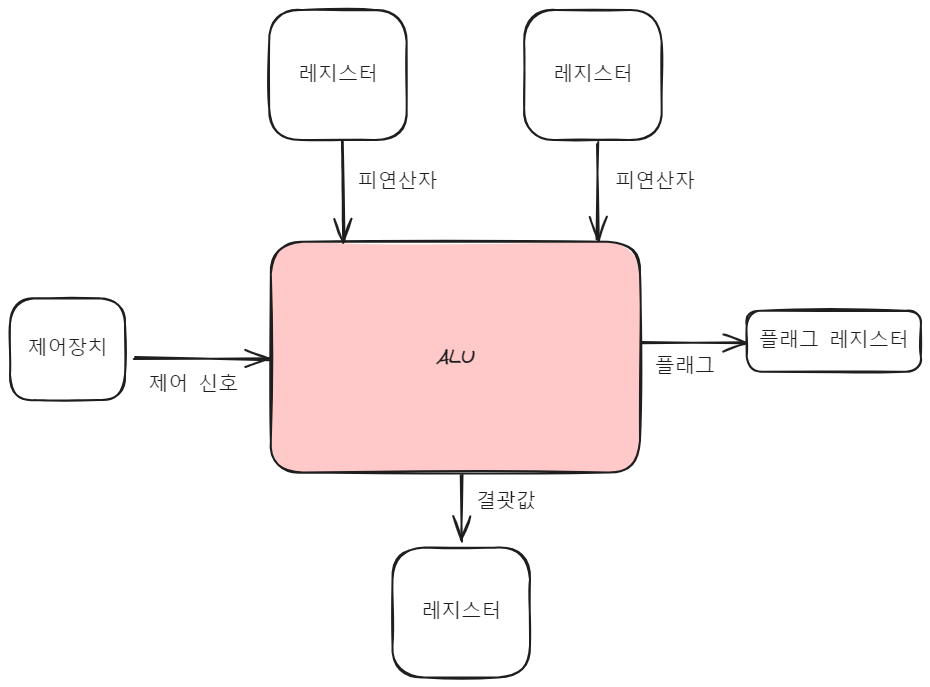 레지스터
레지스터
피연산자
피연산자
제어장치
제어 신호
ALU
플래그
플래그 레지스터
결괏값
레지스터